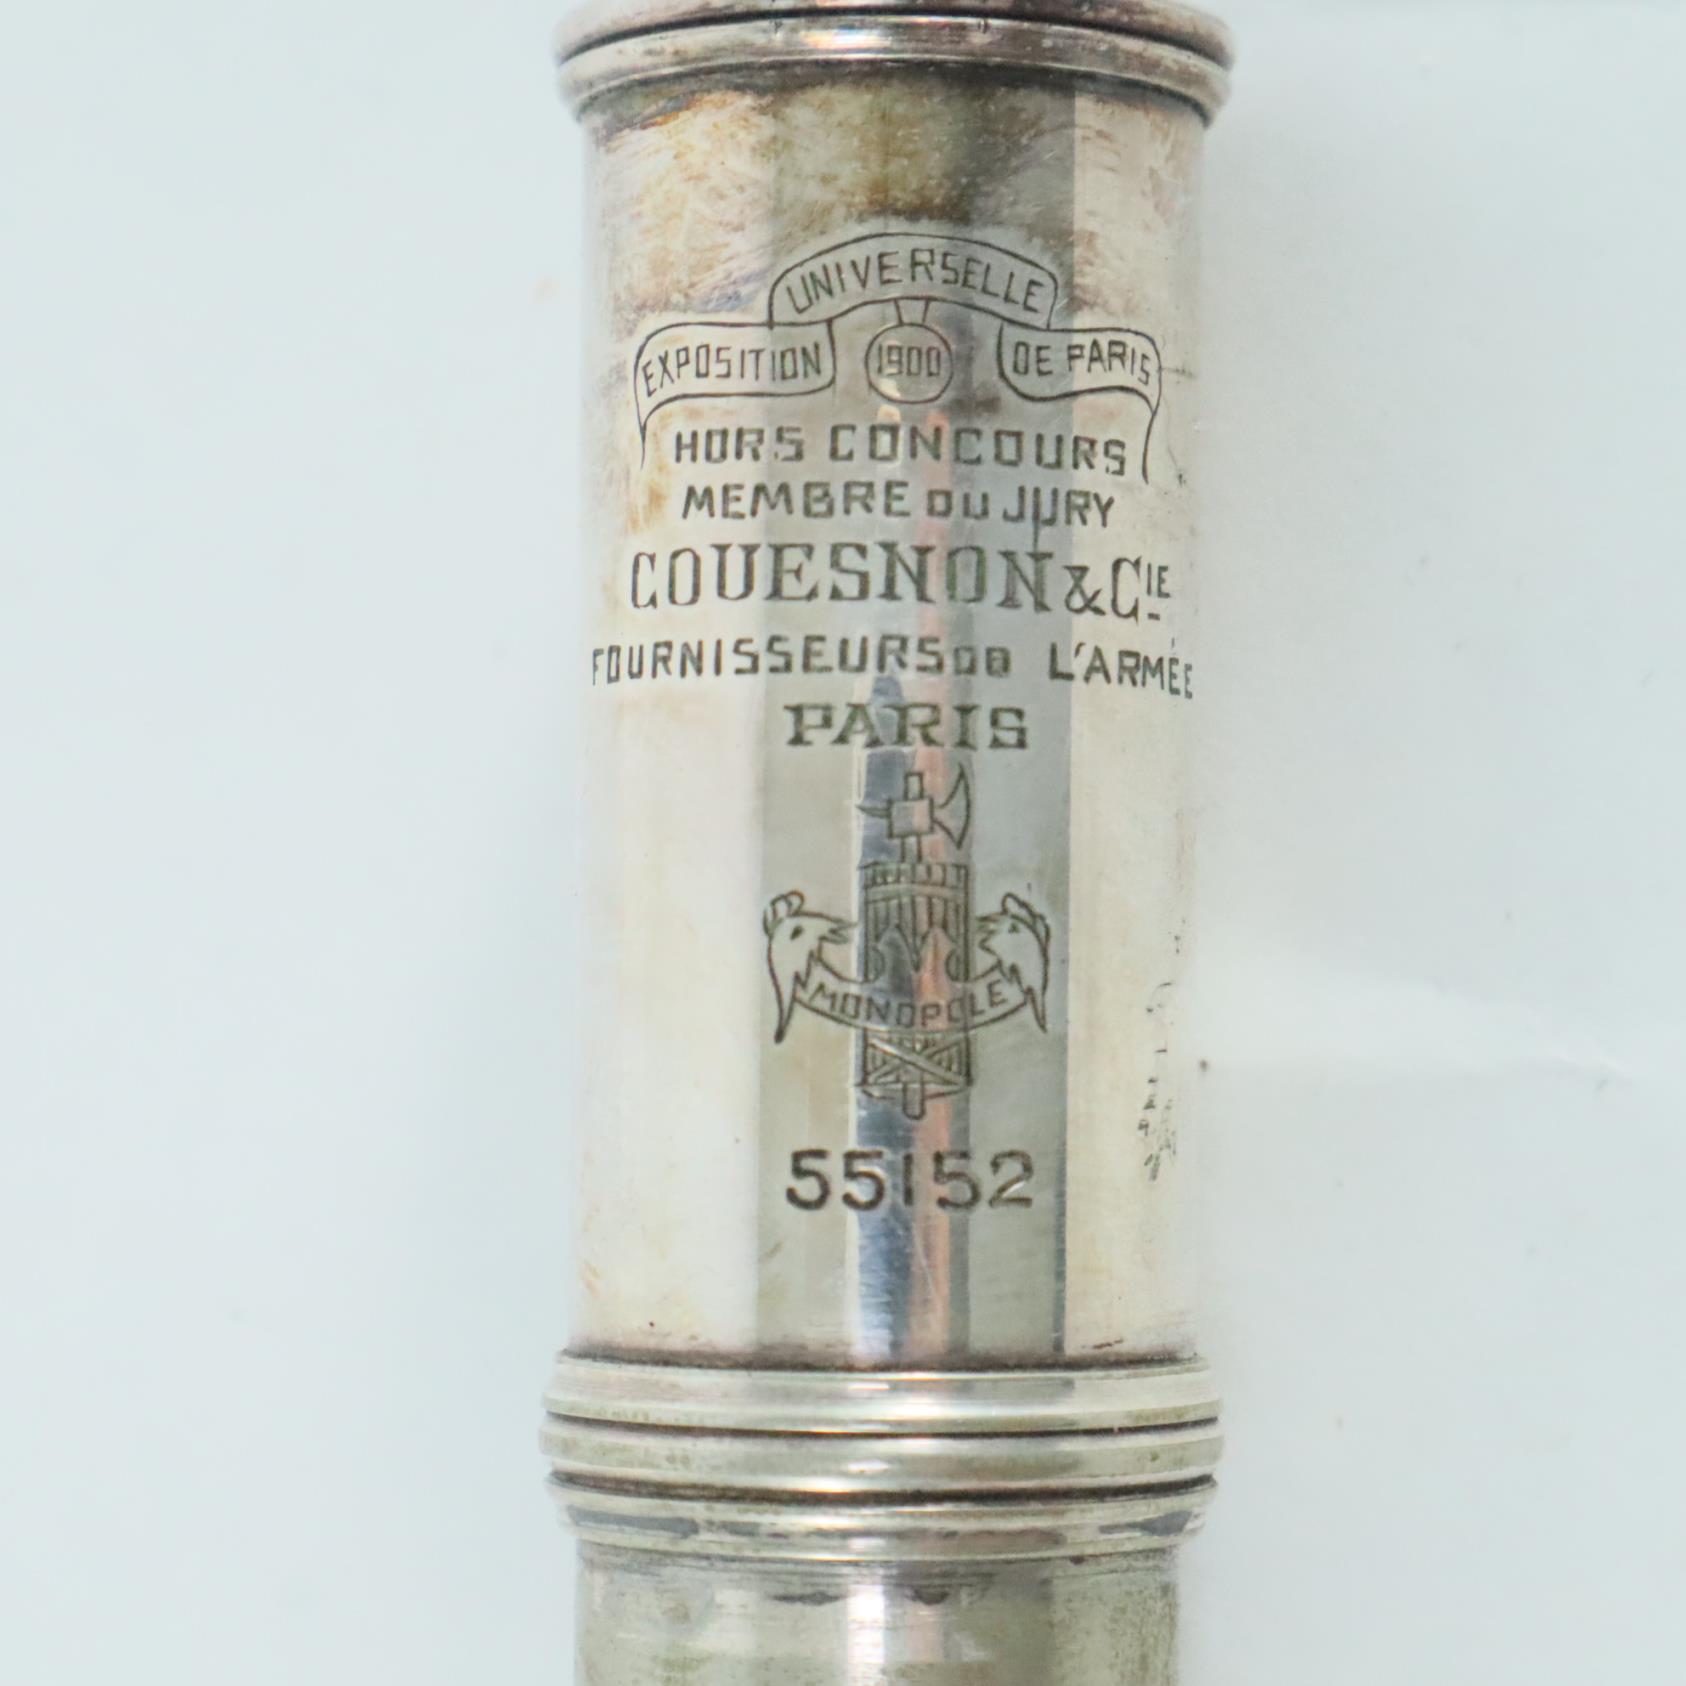 UNIVERSELLE
EXPOSITION 1900 DE PARIS
HORS CONCOURS
MEMBRE DU JURY
COUESNON & CIE
FOURNISSEURS DE L'ARMÉE
PARIS
MONOPOLE
55152